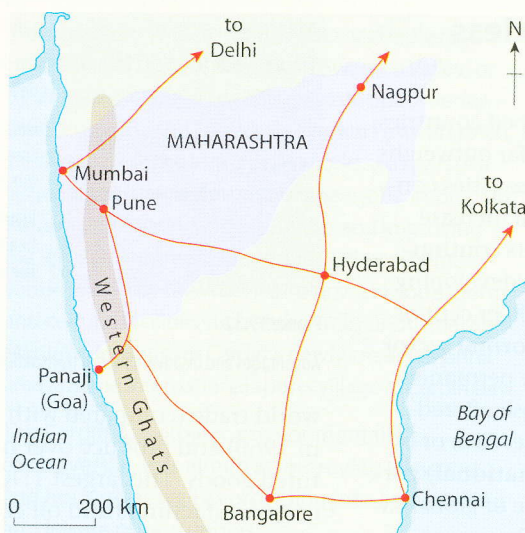 to
Delhi
N
Nagpur
MAHARASHTRA
Mumbai
to
Kolkata
Pune
Hyderabad
Western Ghats
Panaji
(Goa)
Indian
Ocean
Bay of
Bengal
0 200 km
Bangalore
Chennai